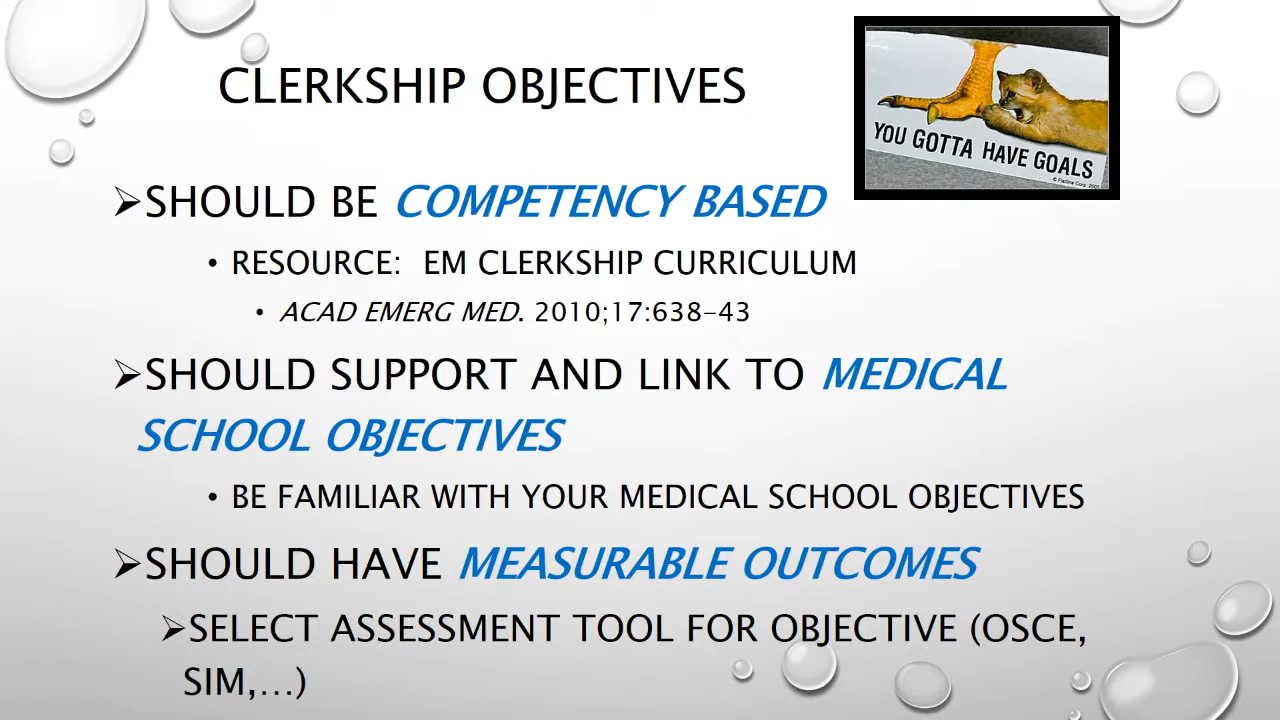 CLERKSHIP OBJECTIVES
YOU GOTTA HAVE GOALS
➢SHOULD BE COMPETENCY BASED
• RESOURCE: EM CLERKSHIP CURRICULUM
• ACAD EMERG MED. 2010;17:638-43
➢SHOULD SUPPORT AND LINK TO MEDICAL
SCHOOL OBJECTIVES
• BE FAMILIAR WITH YOUR MEDICAL SCHOOL OBJECTIVES
➢SHOULD HAVE MEASURABLE OUTCOMES
➢SELECT ASSESSMENT TOOL FOR OBJECTIVE (OSCE,
SIM,…)